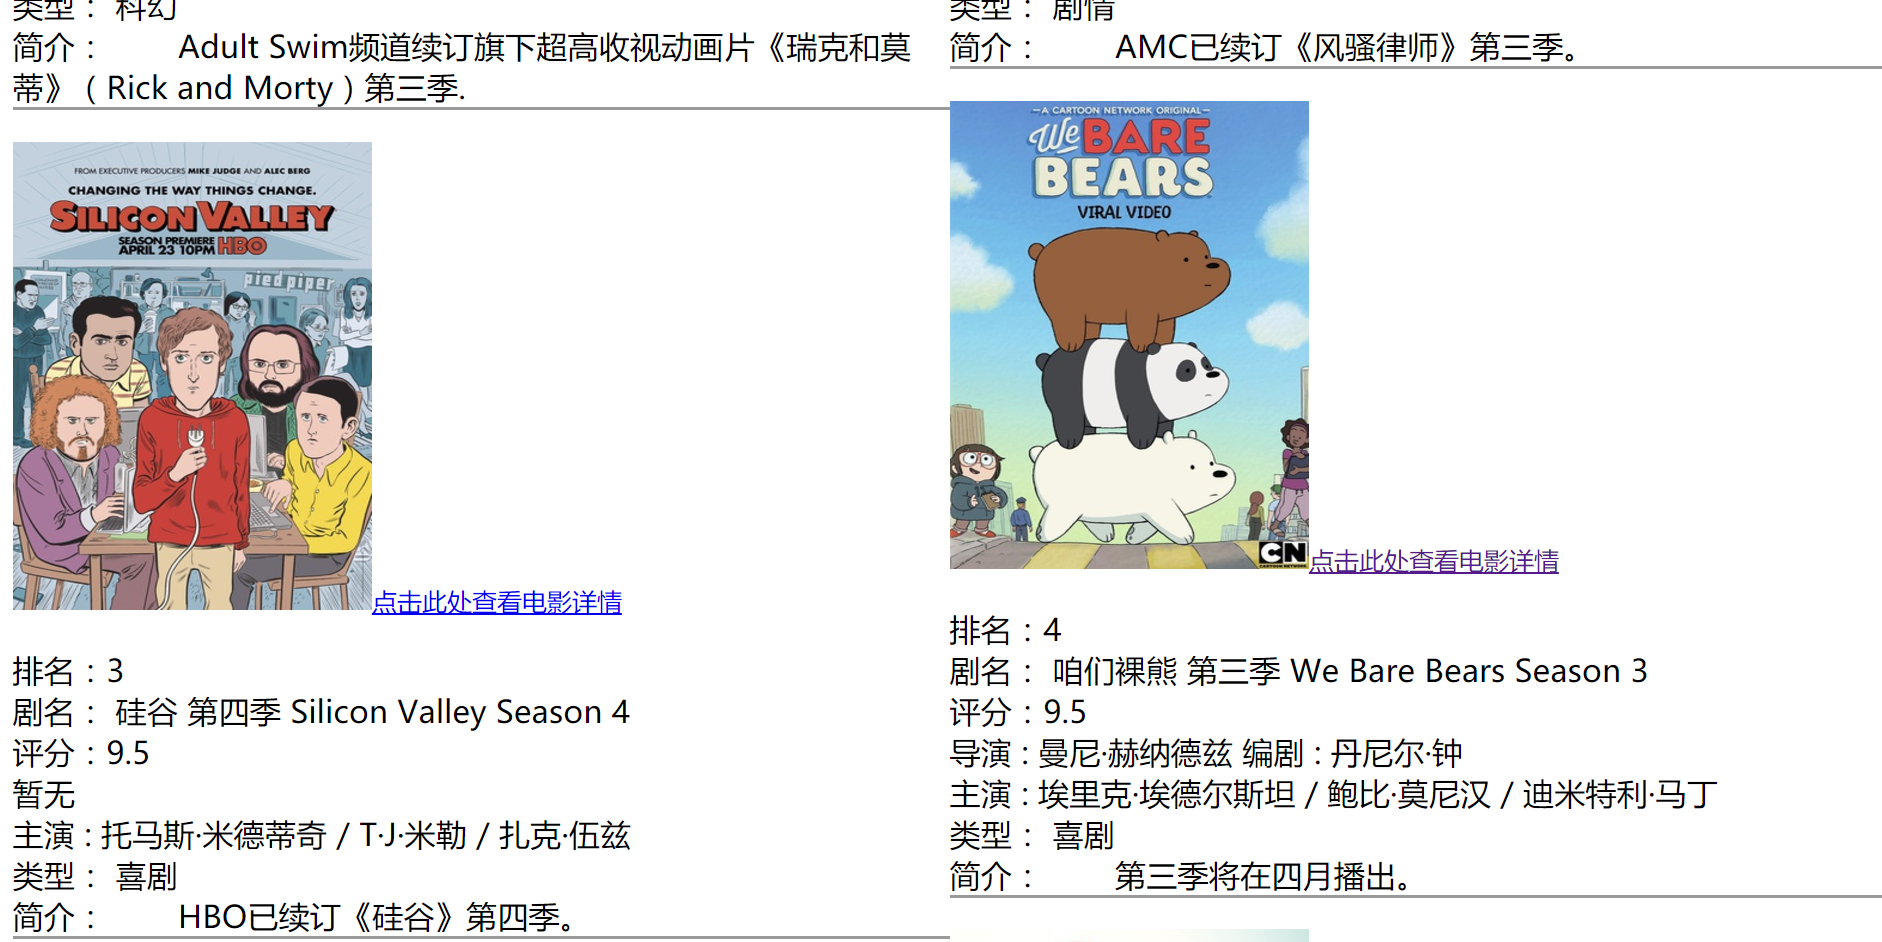 类型： 科幻
简介： Adult Swim频道续订旗下超高收视动画片《瑞克和莫
蒂》（Rick and Morty）第三季.
FROM EXECUTIVE PRODUCERS MIKE JUDGE AND ALEC BERG
CHANGING THE WAY THINGS CHANGE.
SILICON VALLEY
SEASON PREMIERE
APRIL 23 10PM HBO
pied piper
点击此处查看电影详情
排名：3
剧名： 硅谷 第四季 Silicon Valley Season 4
评分：9.5
暂无
主演 : 托马斯·米德蒂奇 / T·J·米勒 / 扎克·伍兹
类型： 喜剧
简介： HBO已续订《硅谷》第四季。
类型： 剧情
简介： AMC已续订《风骚律师》第三季。
—A CARTOON NETWORK ORIGINAL—
We BARE
BEARS
VIRAL VIDEO
CN
CARTOON NETWORK
点击此处查看电影详情
排名：4
剧名： 咱们裸熊 第三季 We Bare Bears Season 3
评分：9.5
导演 : 曼尼·赫纳德兹 编剧 : 丹尼尔·钟
主演 : 埃里克·埃德尔斯坦 / 鲍比·莫尼汉 / 迪米特利·马丁
类型： 喜剧
简介： 第三季将在四月播出。